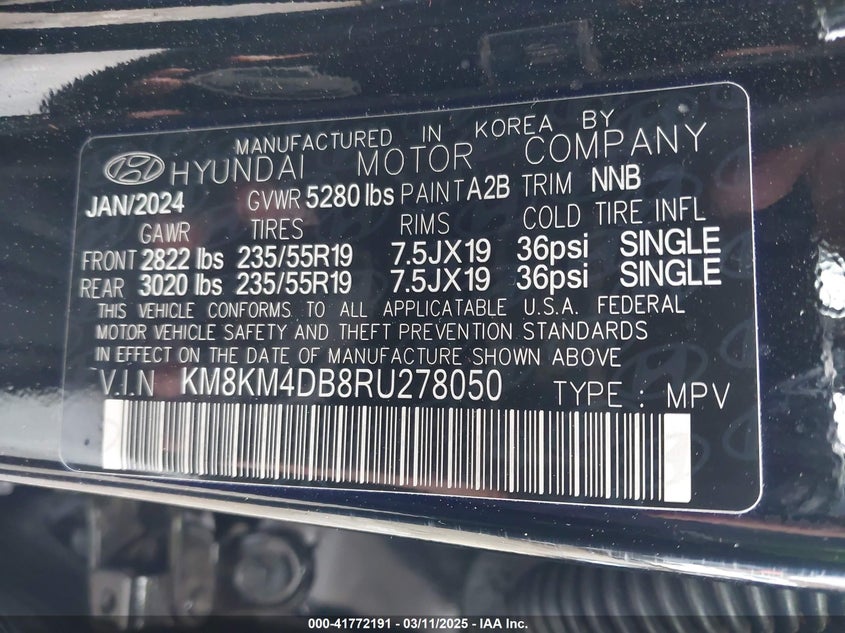 MANUFACTURED IN KOREA BY
HYUNDAI MOTOR COMPANY
JAN/2024 GVWR 5280 lbs PAINT A2B TRIM NNB
GAWR TIRES RIMS COLD TIRE INFL
FRONT 2822 lbs 235/55R19 7.5JX19 36psi SINGLE
REAR 3020 lbs 235/55R19 7.5JX19 36psi SINGLE
THIS VEHICLE CONFORMS TO ALL APPLICATABLE U.S.A. FEDERAL
MOTOR VEHICLE SAFETY AND THEFT PREVENTION STANDARDS
IN EFFECT ON THE DATE OF MANUFACTURE SHOWN ABOVE
V.I.N KM8KM4DB8RU278050 TYPE : MPV
000-41772191 - 03/11/2025 - IAA Inc.